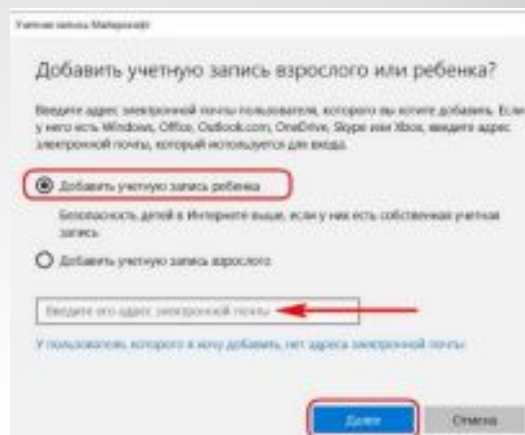 Учетная запись Майкрософт
Добавить учетную запись взрослого или ребенка?
Введите адрес электронной почты пользователя, которого вы хотите добавить. Если
у него есть Windows, Office, Outlook.com, OneDrive, Skype или Xbox, введите адрес
электронной почты, который используется для входа.
Добавить учетную запись ребенка
Безопасность детей в Интернете выше, если у них есть собственная учетная
запись.
Добавить учетную запись взрослого
Введите его адрес электронной почты
У пользователя, которого я хочу добавить, нет адреса электронной почты
Далее
Отмена